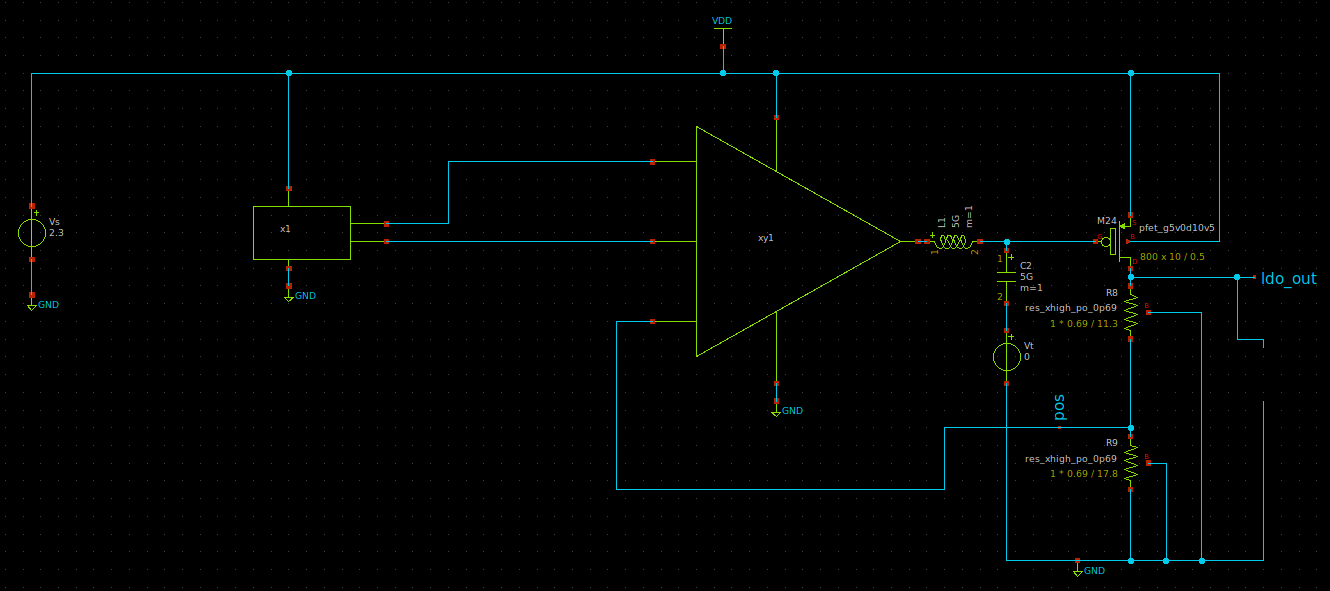 VDD
Vs
2.3
GND
x1
GND
xy1
GND
L1
5G
m=1
1
2
1
C2
5G
m=1
2
Vt
0
M24
pfet_g5v0d10v5
800 x 10 / 0.5
S
G
B
D
ldo_out
R8
res_xhigh_po_0p69
1 * 0.69 / 11.3
B
pos
R9
res_xhigh_po_0p69
1 * 0.69 / 17.8
B
GND